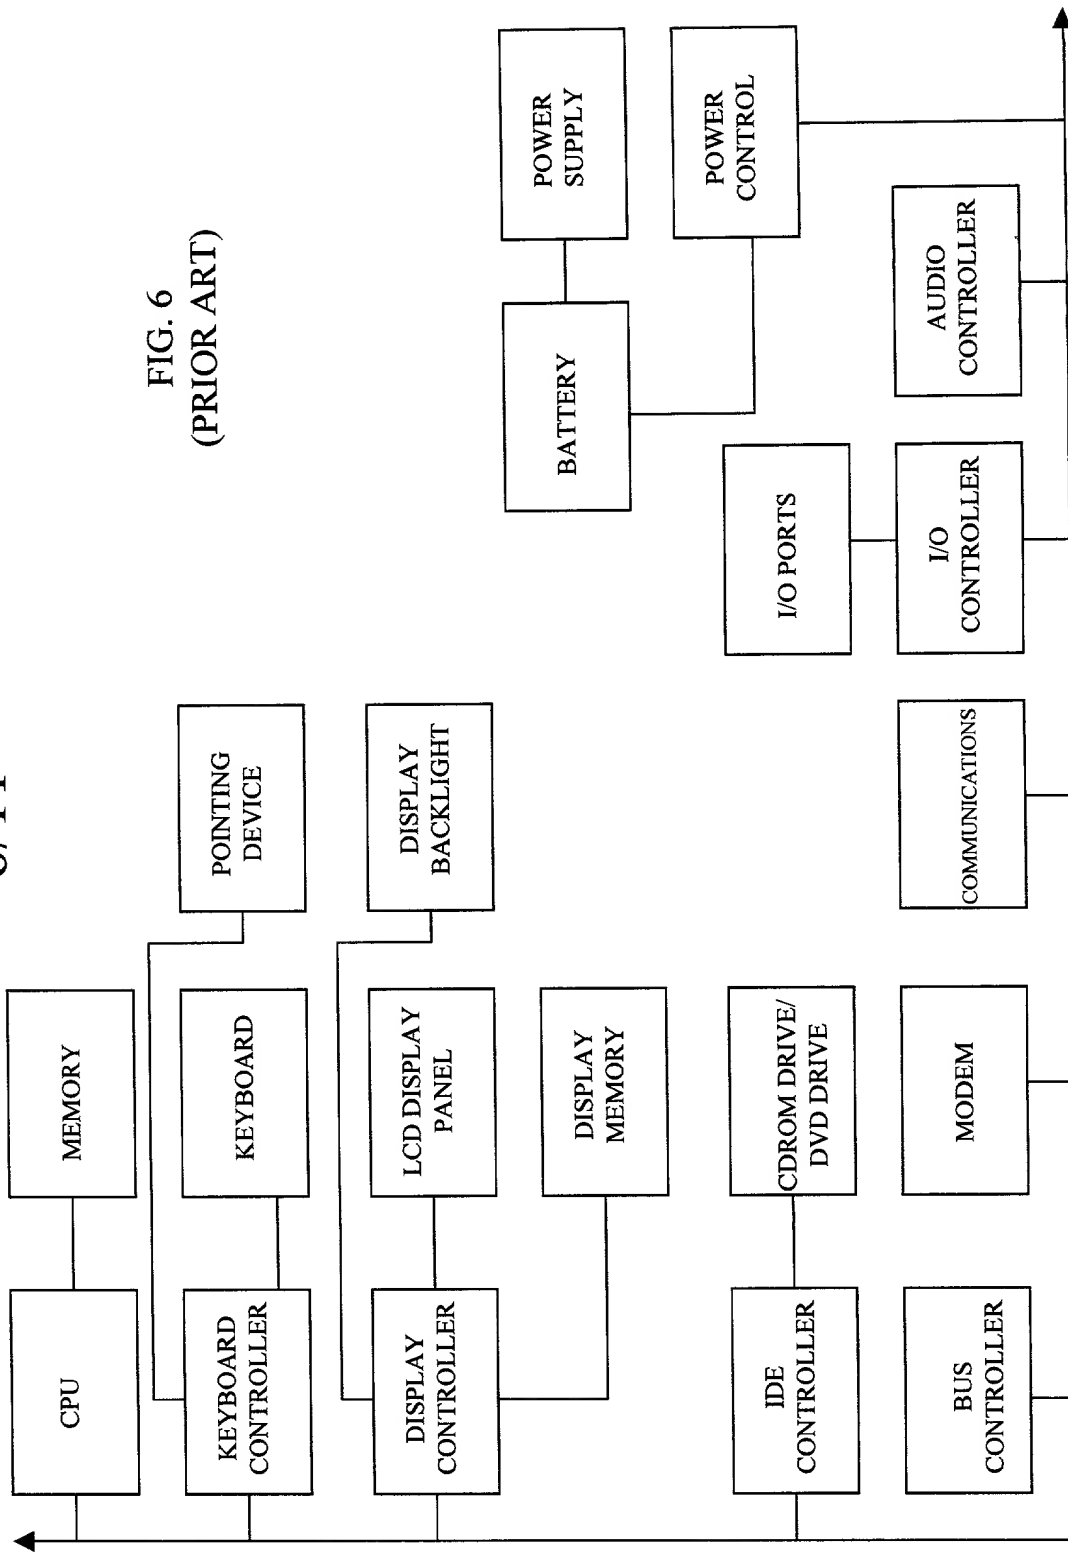 CPU
MEMORY
FIG. 6
(PRIOR ART)
KEYBOARD
CONTROLLER
KEYBOARD
POINTING
DEVICE
DISPLAY
CONTROLLER
LCD DISPLAY
PANEL
DISPLAY
BACKLIGHT
DISPLAY
MEMORY
BATTERY
POWER
SUPPLY
POWER
CONTROL
IDE
CONTROLLER
CDROM DRIVE/
DVD DRIVE
I/O PORTS
BUS
CONTROLLER
MODEM
COMMUNICATIONS
I/O
CONTROLLER
AUDIO
CONTROLLER